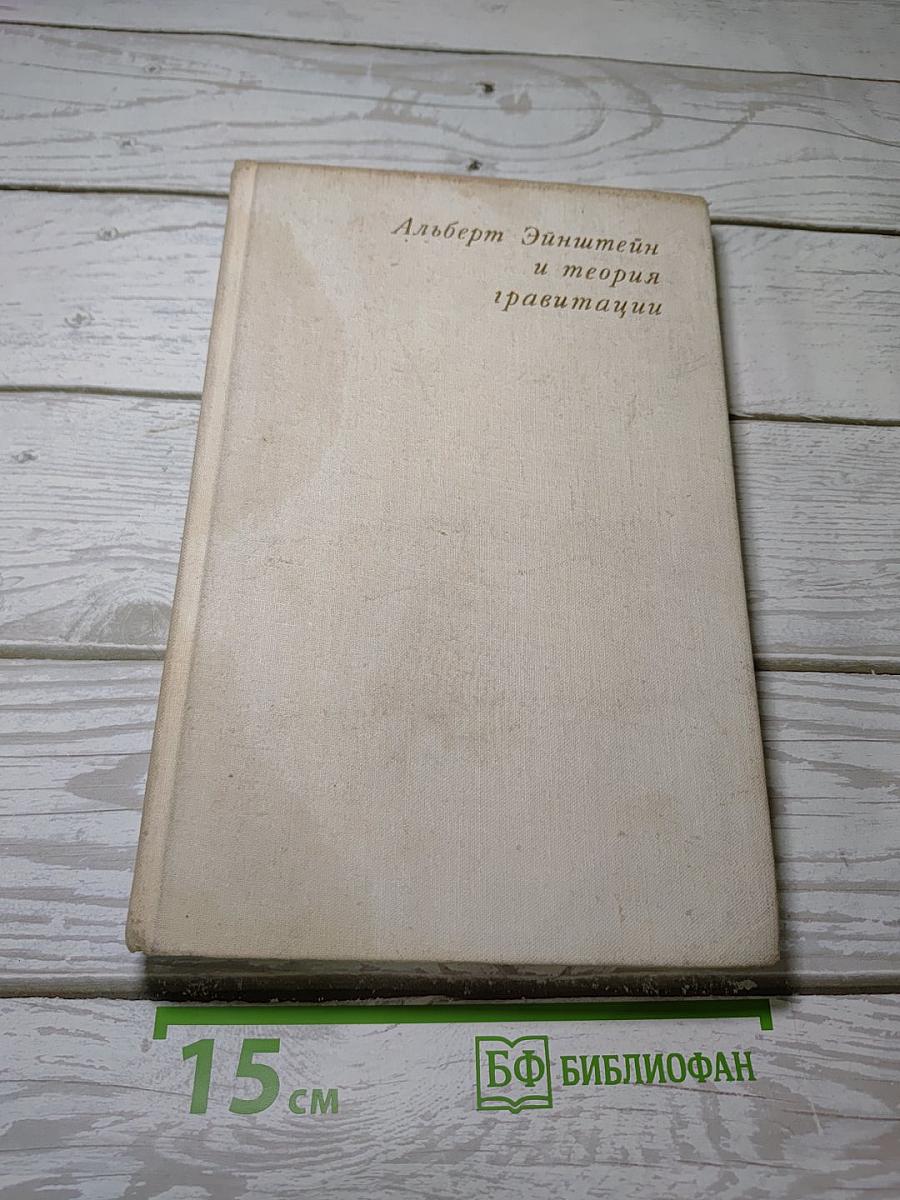 Альберт Эйнштейн
и теория
гравитации
15 см
БФ БИБЛИОФАН